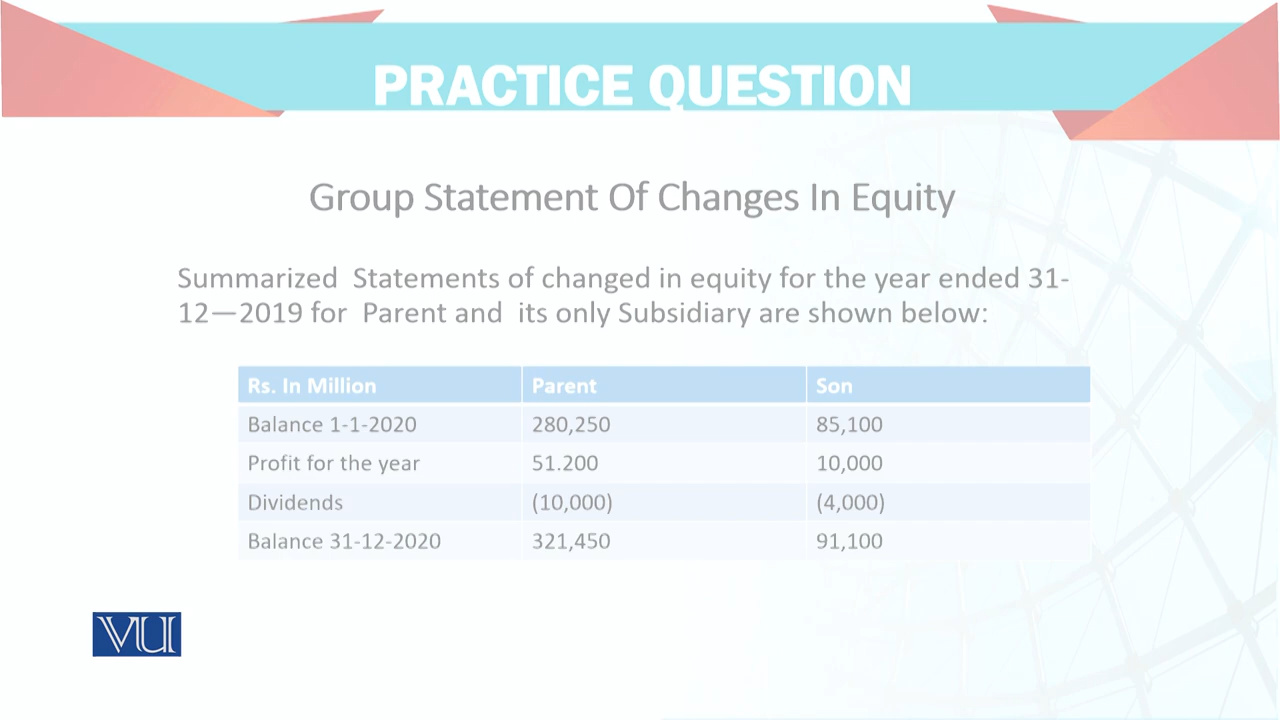 PRACTICE QUESTION
Group Statement Of Changes In Equity
Summarized Statements of changed in equity for the year ended 31-
12—2019 for Parent and its only Subsidiary are shown below:
Rs. In Million Parent Son
Balance 1-1-2020 280,250 85,100
Profit for the year 51.200 10,000
Dividends (10,000) (4,000)
Balance 31-12-2020 321,450 91,100
VU